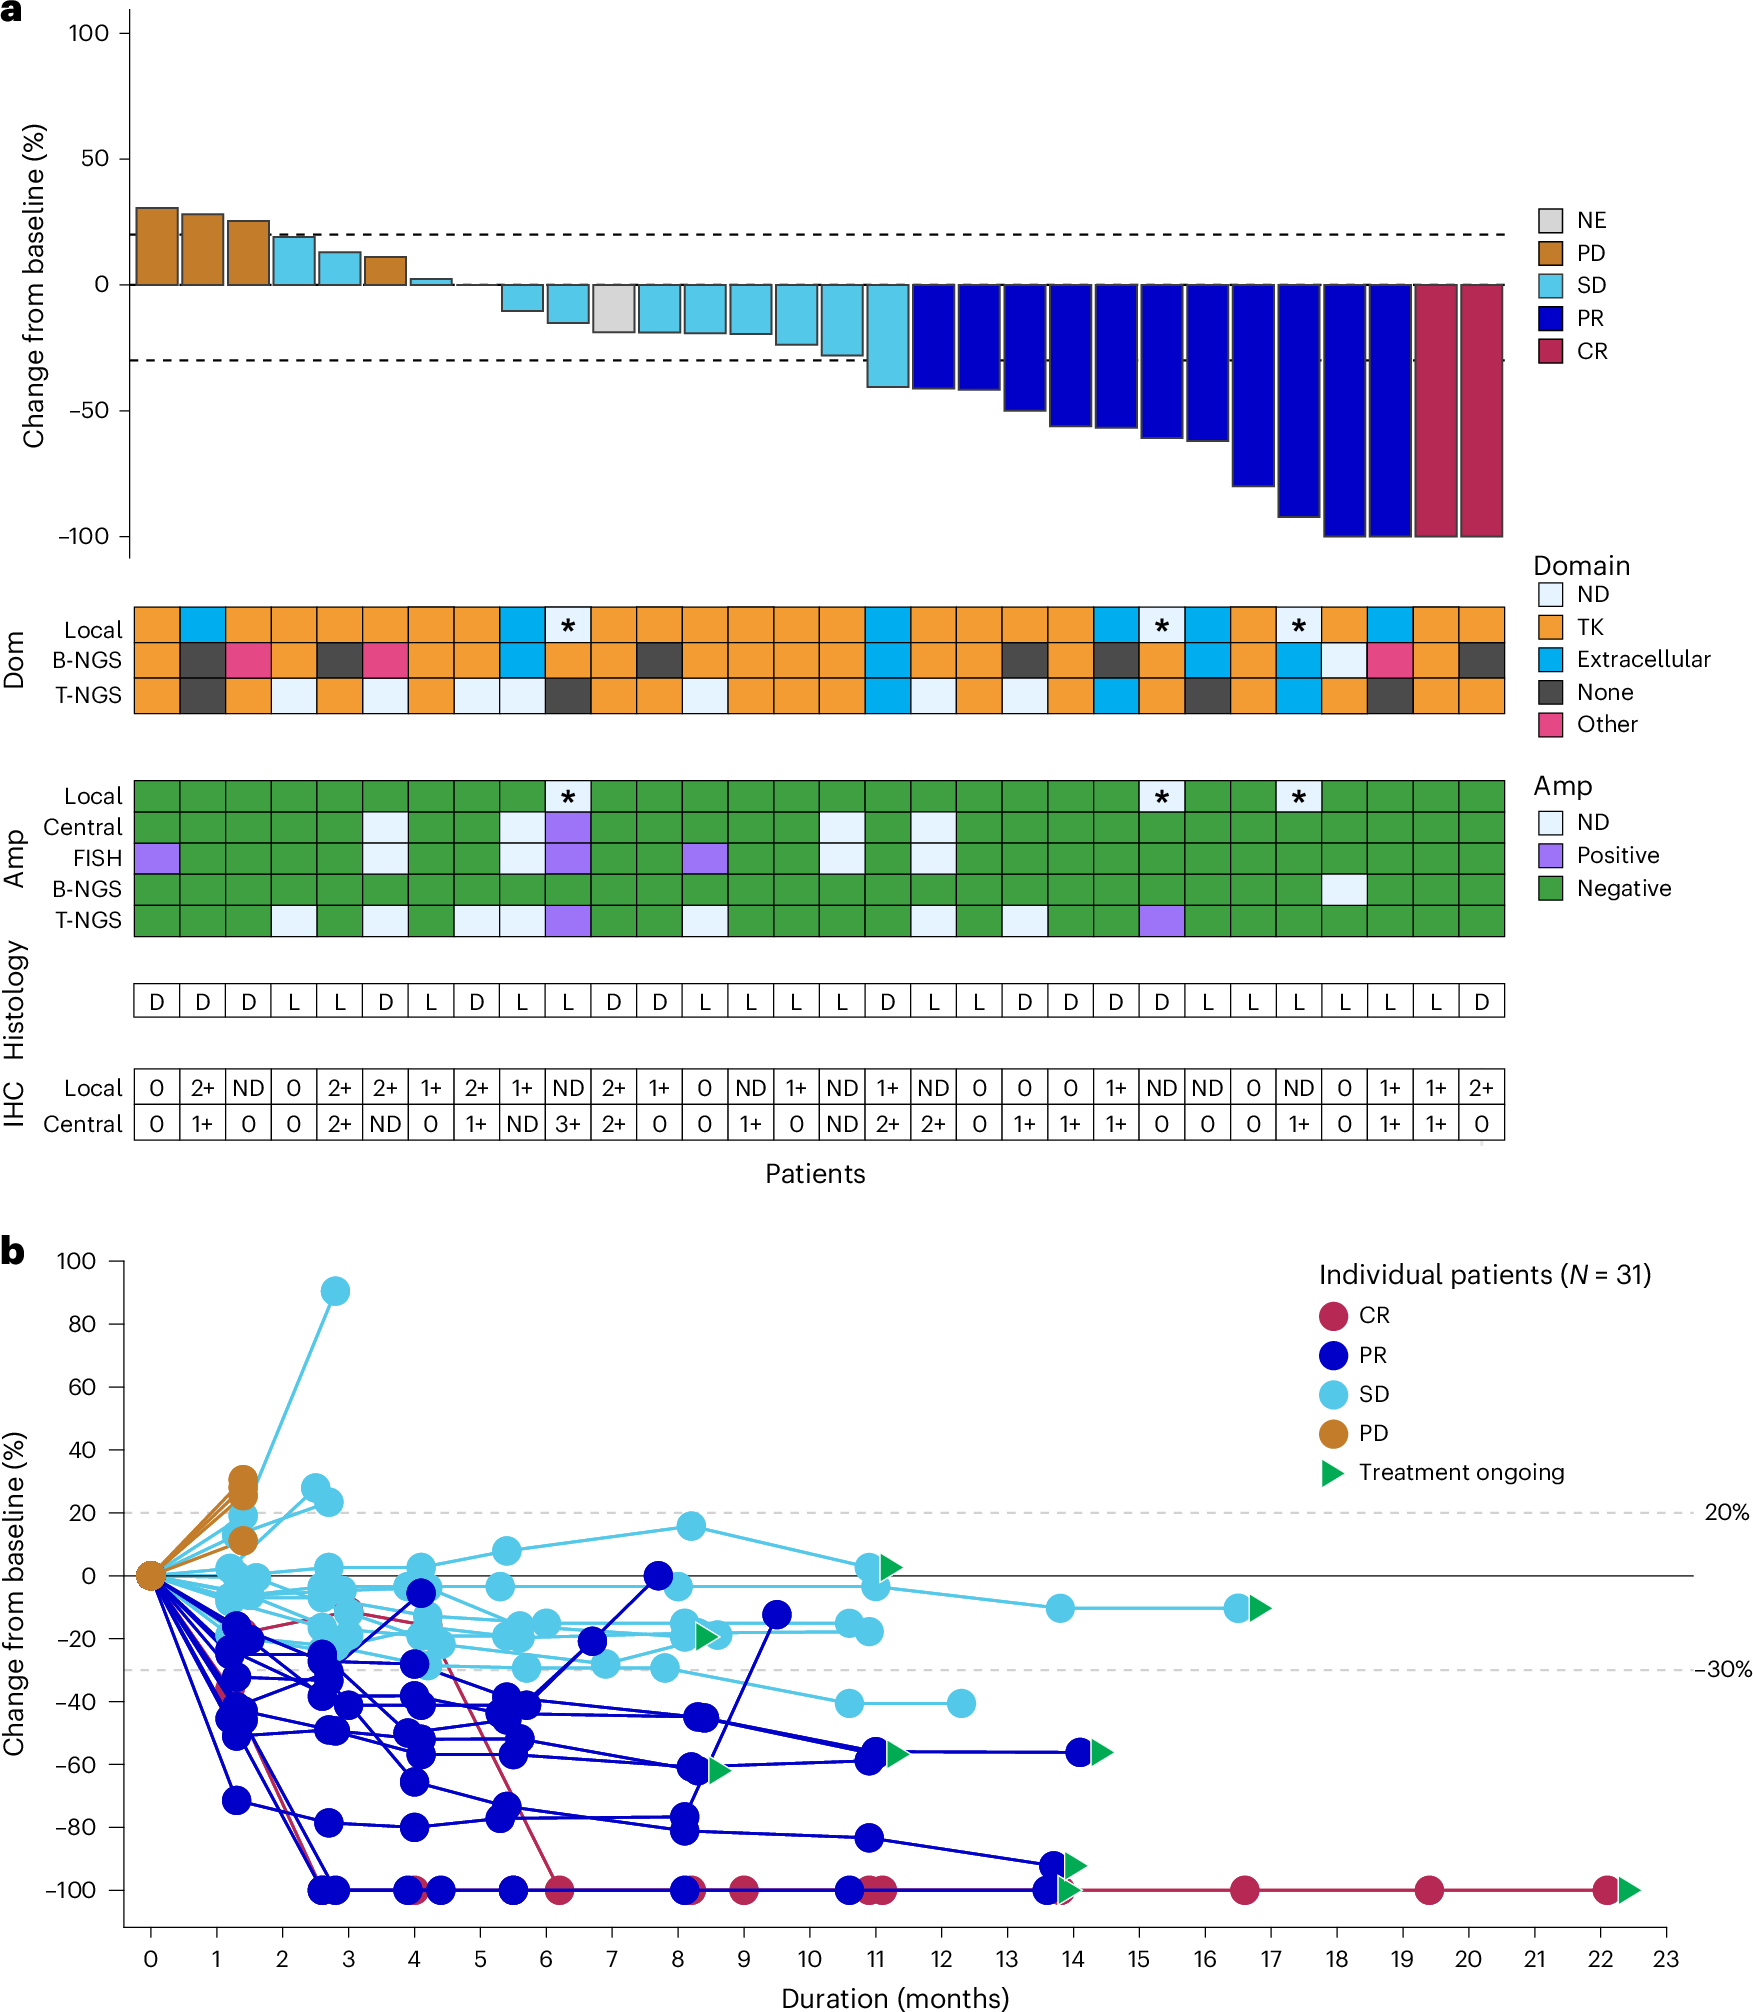 a
100
50
0
−50
−100
Change from baseline (%)
NE
PD
SD
PR
CR
Dom
Local * * *
B-NGS
T-NGS
Domain
ND
TK
Extracellular
None
Other
Amp
Local * * *
Central
FISH
B-NGS
T-NGS
Amp
ND
Positive
Negative
Histology
D D D L L D L D L L D D L L L L D L L D D D D L L L L L L D
IHC
Local 0 2+ ND 0 2+ 2+ 1+ 2+ 1+ ND 2+ 1+ 0 ND 1+ ND 1+ ND 0 0 0 1+ ND ND 0 ND 0 1+ 1+ 2+
Central 0 1+ 0 0 2+ ND 0 1+ ND 3+ 2+ 0 0 1+ 0 ND 2+ 2+ 0 1+ 1+ 1+ 0 0 0 1+ 0 1+ 1+ 0
Patients
b
100
80
60
40
20
0
−20
−40
−60
−80
−100
Change from baseline (%)
Individual patients (N = 31)
CR
PR
SD
PD
Treatment ongoing
20%
−30%
0 1 2 3 4 5 6 7 8 9 10 11 12 13 14 15 16 17 18 19 20 21 22 23
Duration (months)